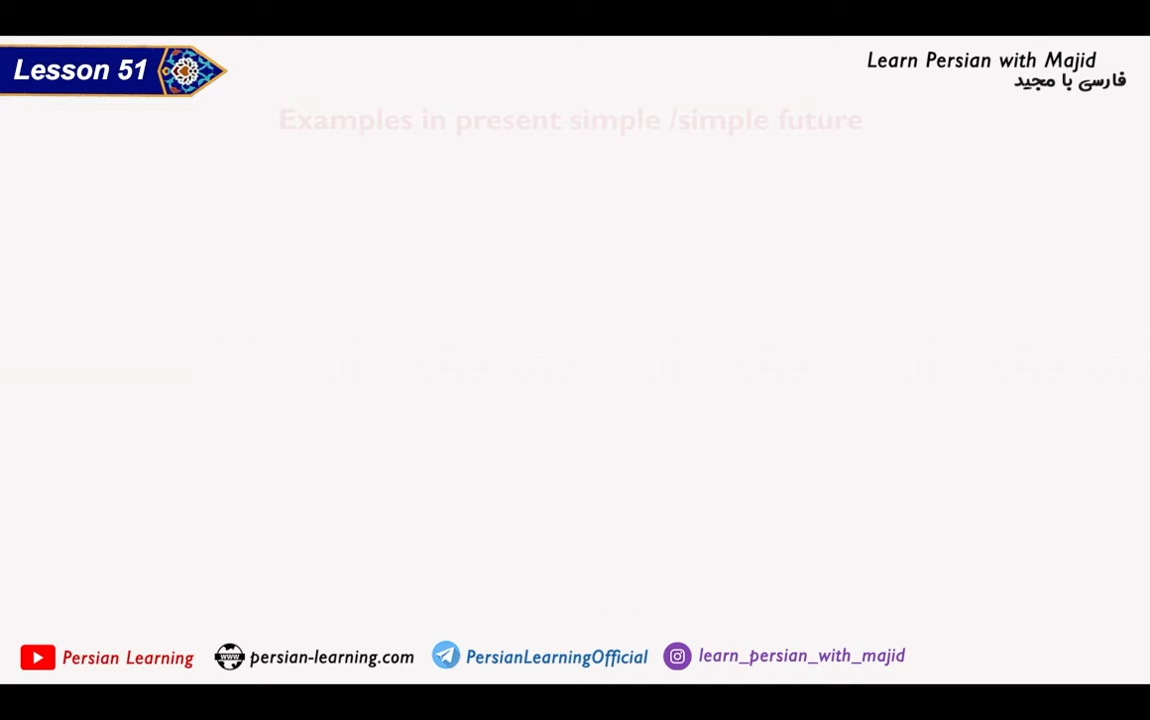 Lesson 51
Learn Persian with Majid
فارسی با مجید
Examples in present simple /simple future
Persian Learning
www
persian-learning.com
PersianLearningOfficial
learn_persian_with_majid